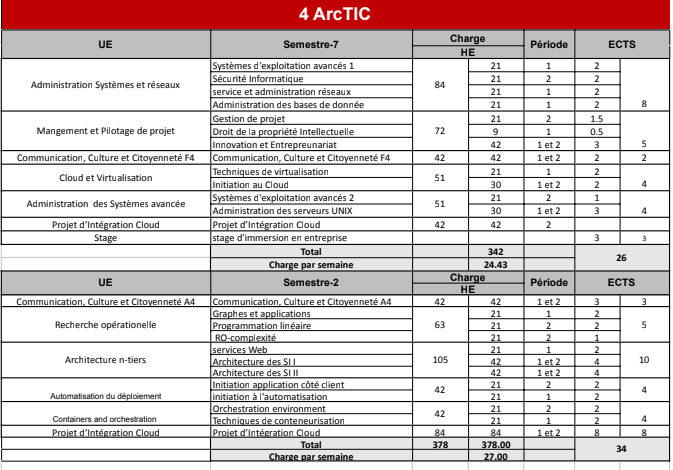 4 ArcTIC
UE Semestre-7 Charge Période ECTS
HE
Systèmes d'exploitation avancés 1 21 1 2
Sécurité Informatique 21 2 2
Administration Systèmes et réseaux 84
service et administration réseaux 21 1 2
Administration des bases de donnée 21 1 2 8
Gestion de projet 21 2 1.5
Mangement et Pilotage de projet 72 Droit de la propriété Intellectuelle 9 1 0.5
Innovation et Entrepreunariat 42 1 et 2 3 5
Communication, Culture et Citoyenneté F4 Communication, Culture et Citoyenneté F4 42 42 1 et 2 2 2
Techniques de virtualisation 21 1 2
Cloud et Virtualisation 51
Initiation au Cloud 30 1 et 2 2 4
Systèmes d'exploitation avancés 2 21 2 1
Administration des Systèmes avancée 51
Administration des serveurs UNIX 30 1 et 2 3 4
Projet d'Intégration Cloud Projet d'Intégration Cloud 42 42 2
Stage stage d'immersion en entreprise 3 3
Total 342
26
Charge par semaine 24.43
UE Semestre-2 Charge Période ECTS
HE
Communication, Culture et Citoyenneté A4 Communication, Culture et Citoyenneté A4 42 42 1 et 2 3 3
Graphes et applications 21 1 2
Recherche opérationelle 63 Programmation linéaire 21 2 2 5
RO-complexité 21 2 1
services Web 21 1 2
Architecture n-tiers 105 Architecture des SI I 42 1 et 2 4 10
Architecture des SI II 42 1 et 2 4
Initiation application côté client 21 2 2
Automatisation du déploiement 42 4
initiation à l'automatisation 21 1 2
Orchestration environment 21 2 2
Containers and orchestration 42 4
Techniques de conteneurisation 21 1 2
Projet d'Intégration Cloud Projet d'Intégration Cloud 84 84 1 et 2 8 8
Total 378 378.00
34
Charge par semaine 27.00